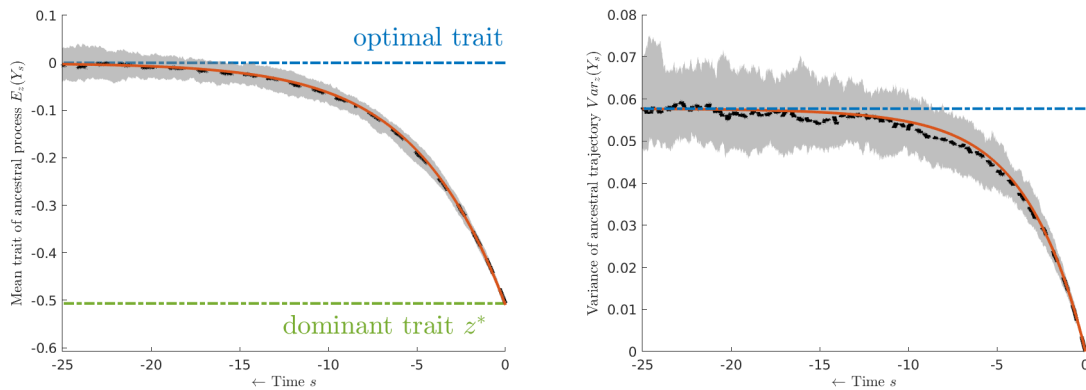 0.1
0
-0.1
-0.2
-0.3
-0.4
-0.5
-0.6
Mean trait of ancestral process $E_z(Y_s)$
optimal trait
dominant trait $z^*$
-25 -20 -15 -10 -5 0
← Time $s$
0.08
0.07
0.06
0.05
0.04
0.03
0.02
0.01
0
Variance of ancestral trajectory $Var_z(Y_s)$
-25 -20 -15 -10 -5 0
← Time $s$